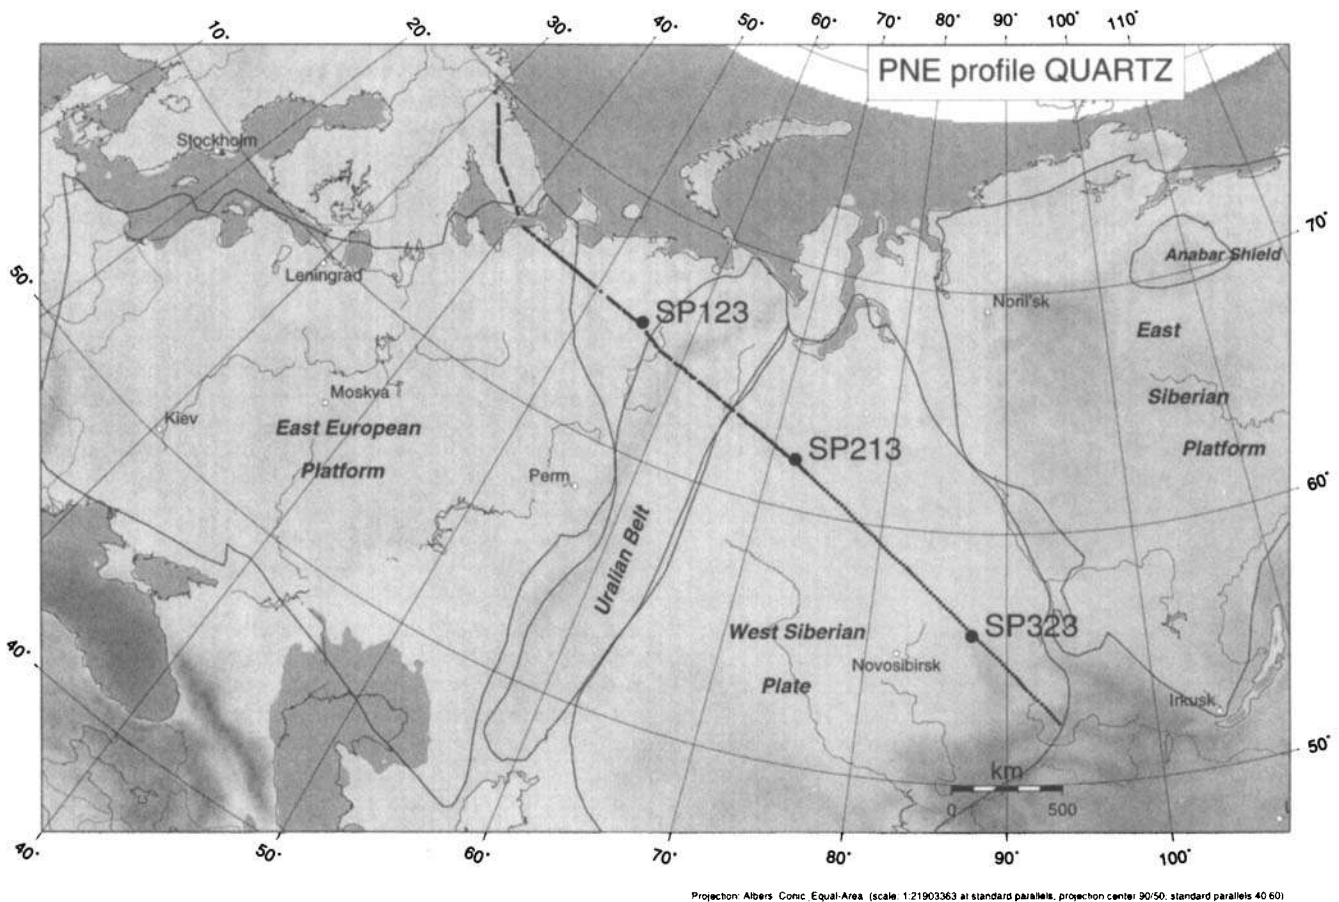 10° 20° 30° 40° 50° 60° 70° 80° 90° 100° 110°
PNE profile QUARTZ
Stockholm
70°
Anabar Shield
50°
Leningrad
SP123
Noril'sk
East
Siberian
Platform
Moskva
Kiev
East European
Platform
SP213
Perm
60°
Uralian Belt
SP323
West Siberian
Plate
Novosibirsk
40°
Irkusk
50°
km
0 500
40° 50° 60° 70° 80° 90° 100°
Projection: Albers Conic Equal-Area (scale: 1:21903363 at standard parallels, projection center 90/50, standard parallels 40 60)